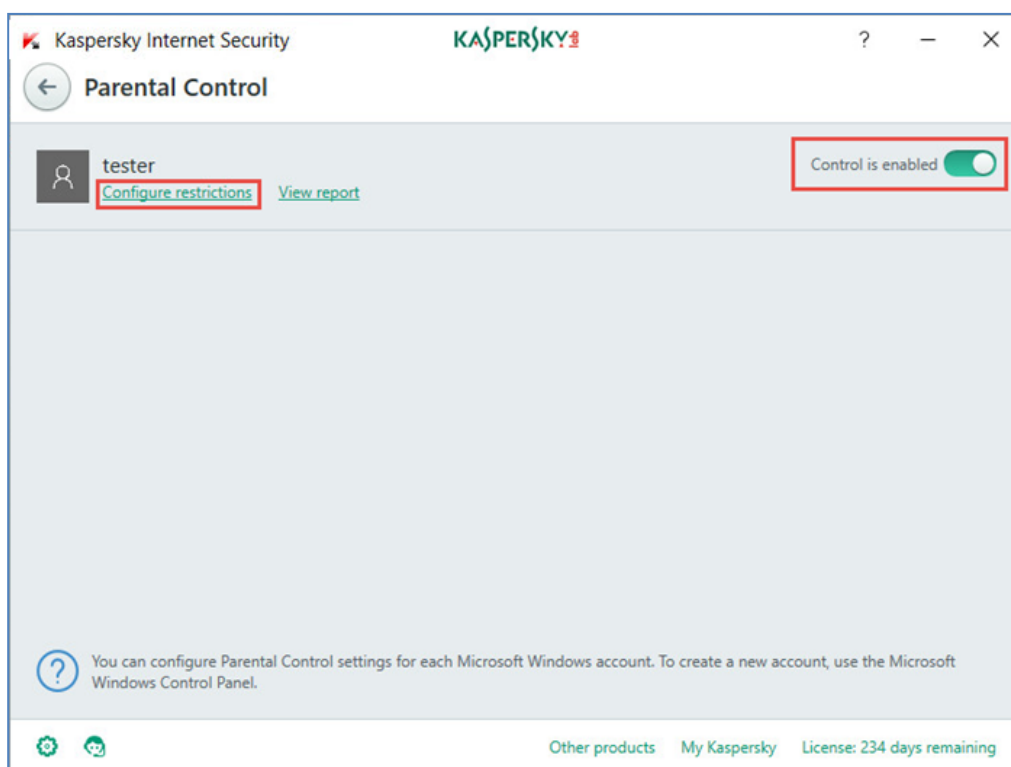 Kaspersky Internet Security KASPERSKY lab ? – ×
Parental Control
tester
Control is enabled
Configure restrictions View report
You can configure Parental Control settings for each Microsoft Windows account. To create a new account, use the Microsoft
Windows Control Panel.
Other products My Kaspersky License: 234 days remaining